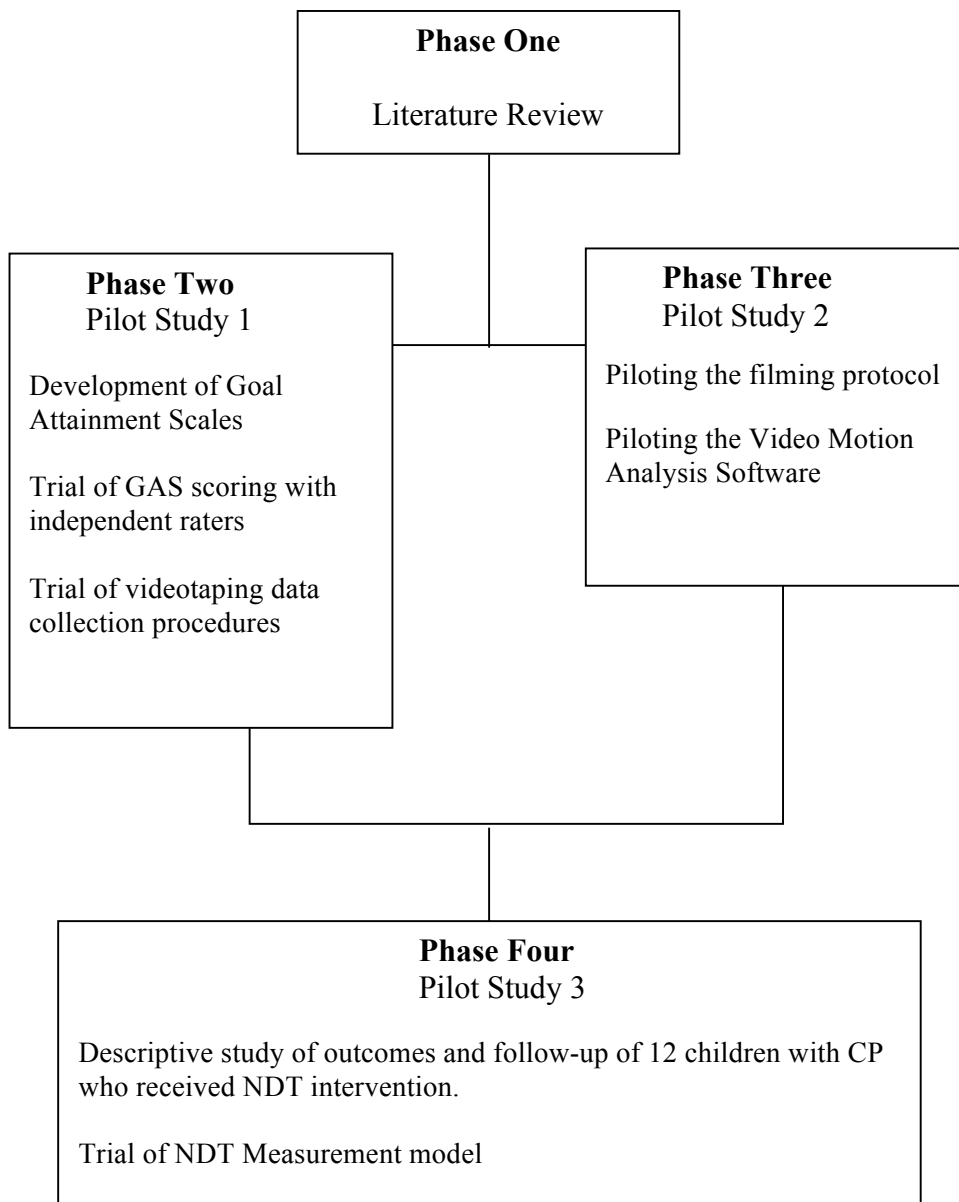 Phase One
Literature Review
Phase Two
Pilot Study 1
Development of Goal
Attainment Scales
Trial of GAS scoring with
independent raters
Trial of videotaping data
collection procedures
Phase Three
Pilot Study 2
Piloting the filming protocol
Piloting the Video Motion
Analysis Software
Phase Four
Pilot Study 3
Descriptive study of outcomes and follow-up of 12 children with CP
who received NDT intervention.
Trial of NDT Measurement model